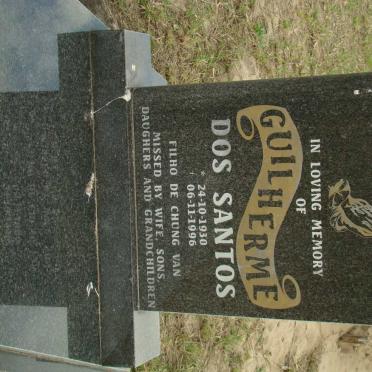 IN LOVING MEMORY
OF
GUILHERME
DOS SANTOS
* 24-10-1930
† 06-11-1996
FILHO DE CHUNG VAN
MISSED BY WIFE, SONS,
DAUGHERS AND GRANDCHILDREN